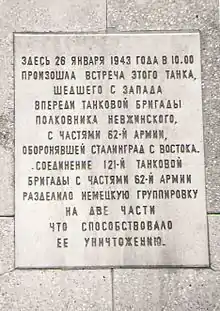 ЗДЕСЬ 26 ЯНВАРЯ 1943 ГОДА В 10.00
ПРОИЗОШЛА ВСТРЕЧА ЭТОГО ТАНКА,
ШЕДШЕГО С ЗАПАДА
ВПЕРЕДИ ТАНКОВОЙ БРИГАДЫ
ПОЛКОВНИКА НЕВЖИНСКОГО,
С ЧАСТЯМИ 62-Й АРМИИ,
ОБОРОНЯВШЕЙ СТАЛИНГРАД С ВОСТОКА.
СОЕДИНЕНИЕ 121-Й ТАНКОВОЙ
БРИГАДЫ С ЧАСТЯМИ 62-Й АРМИИ
РАЗДЕЛИЛО НЕМЕЦКУЮ ГРУППИРОВКУ
НА ДВЕ ЧАСТИ
ЧТО СПОСОБСТВОВАЛО
ЕЕ УНИЧТОЖЕНИЮ.